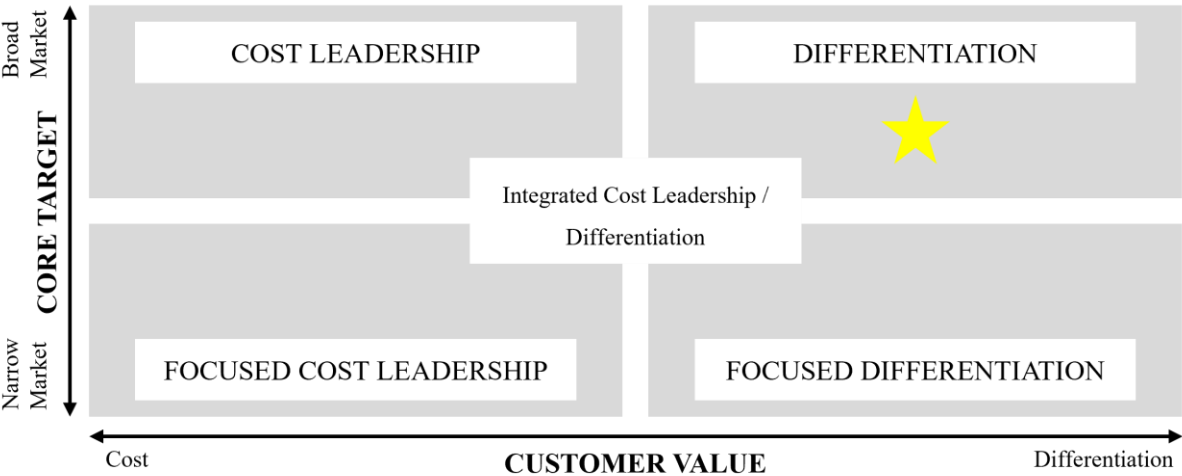 Broad
Market
COST LEADERSHIP
DIFFERENTIATION
CORE TARGET
Integrated Cost Leadership /
Differentiation
Narrow
Market
FOCUSED COST LEADERSHIP
FOCUSED DIFFERENTIATION
Cost
CUSTOMER VALUE
Differentiation